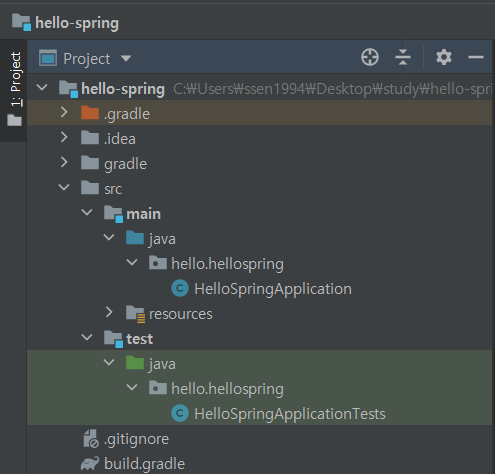 hello-spring
1: Project
Project
hello-spring C:₩Users₩ssen1994₩Desktop₩study₩hello-spri
.gradle
.idea
gradle
src
main
java
hello.hellospring
HelloSpringApplication
resources
test
java
hello.hellospring
HelloSpringApplicationTests
.gitignore
build.gradle